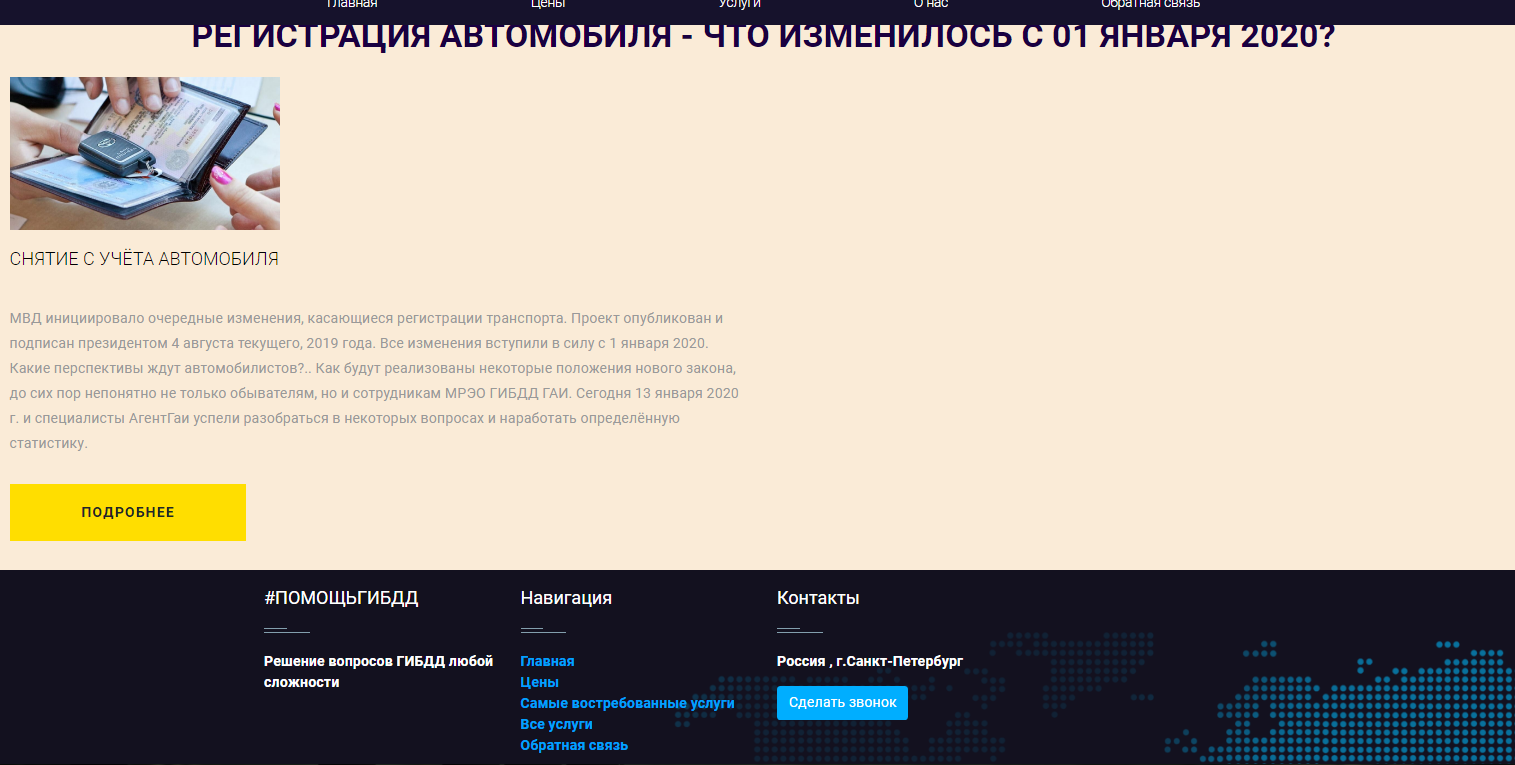 Главная Цены Услуги О нас Обратная связь
РЕГИСТРАЦИЯ АВТОМОБИЛЯ - ЧТО ИЗМЕНИЛОСЬ С 01 ЯНВАРЯ 2020?
СНЯТИЕ С УЧЁТА АВТОМОБИЛЯ
МВД инициировало очередные изменения, касающиеся регистрации транспорта. Проект опубликован и
подписан президентом 4 августа текущего, 2019 года. Все изменения вступили в силу с 1 января 2020.
Какие перспективы ждут автомобилистов?.. Как будут реализованы некоторые положения нового закона,
до сих пор непонятно не только обывателям, но и сотрудникам МРЭО ГИБДД ГАИ. Сегодня 13 января 2020
г. и специалисты АгентГаи успели разобраться в некоторых вопросах и наработать определённую
статистику.
ПОДРОБНЕЕ
#ПОМОЩЬГИБДД
Решение вопросов ГИБДД любой
сложности
Навигация
Главная
Цены
Самые востребованные услуги
Все услуги
Обратная связь
Контакты
Россия , г.Санкт-Петербург
Сделать звонок